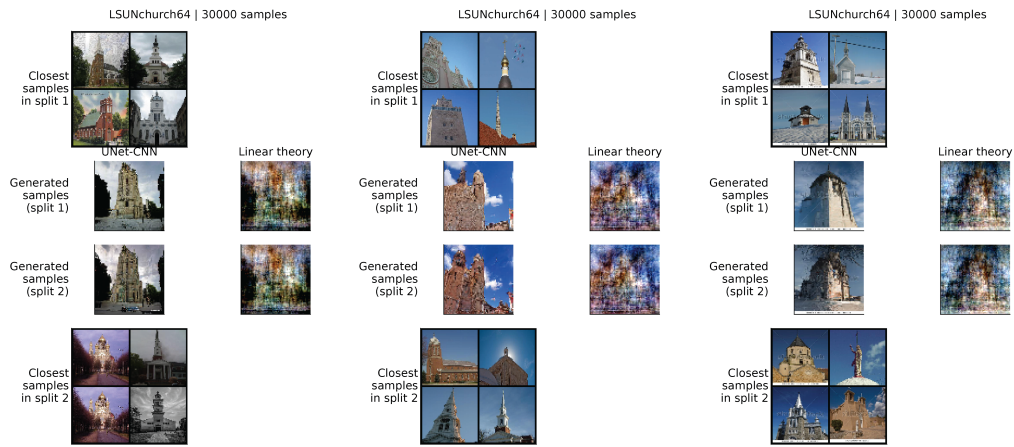 LSUNchurch64 | 30000 samples
Closest
samples
in split 1
UNet-CNN
Linear theory
Generated
samples
(split 1)
Generated
samples
(split 2)
Closest
samples
in split 2
LSUNchurch64 | 30000 samples
Closest
samples
in split 1
UNet-CNN
Linear theory
Generated
samples
(split 1)
Generated
samples
(split 2)
Closest
samples
in split 2
LSUNchurch64 | 30000 samples
Closest
samples
in split 1
UNet-CNN
Linear theory
Generated
samples
(split 1)
Generated
samples
(split 2)
Closest
samples
in split 2